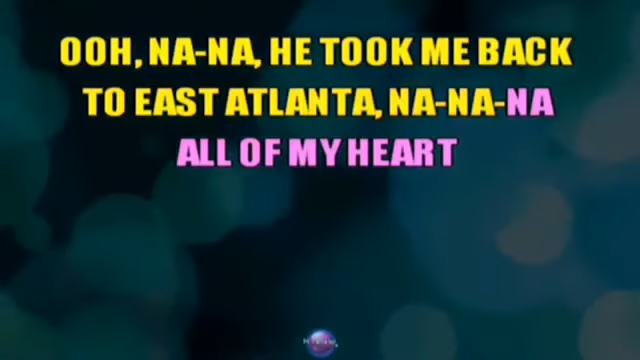 OOH, NA-NA, HE TOOK ME BACK
TO EAST ATLANTA, NA-NA-NA
ALL OF MY HEART